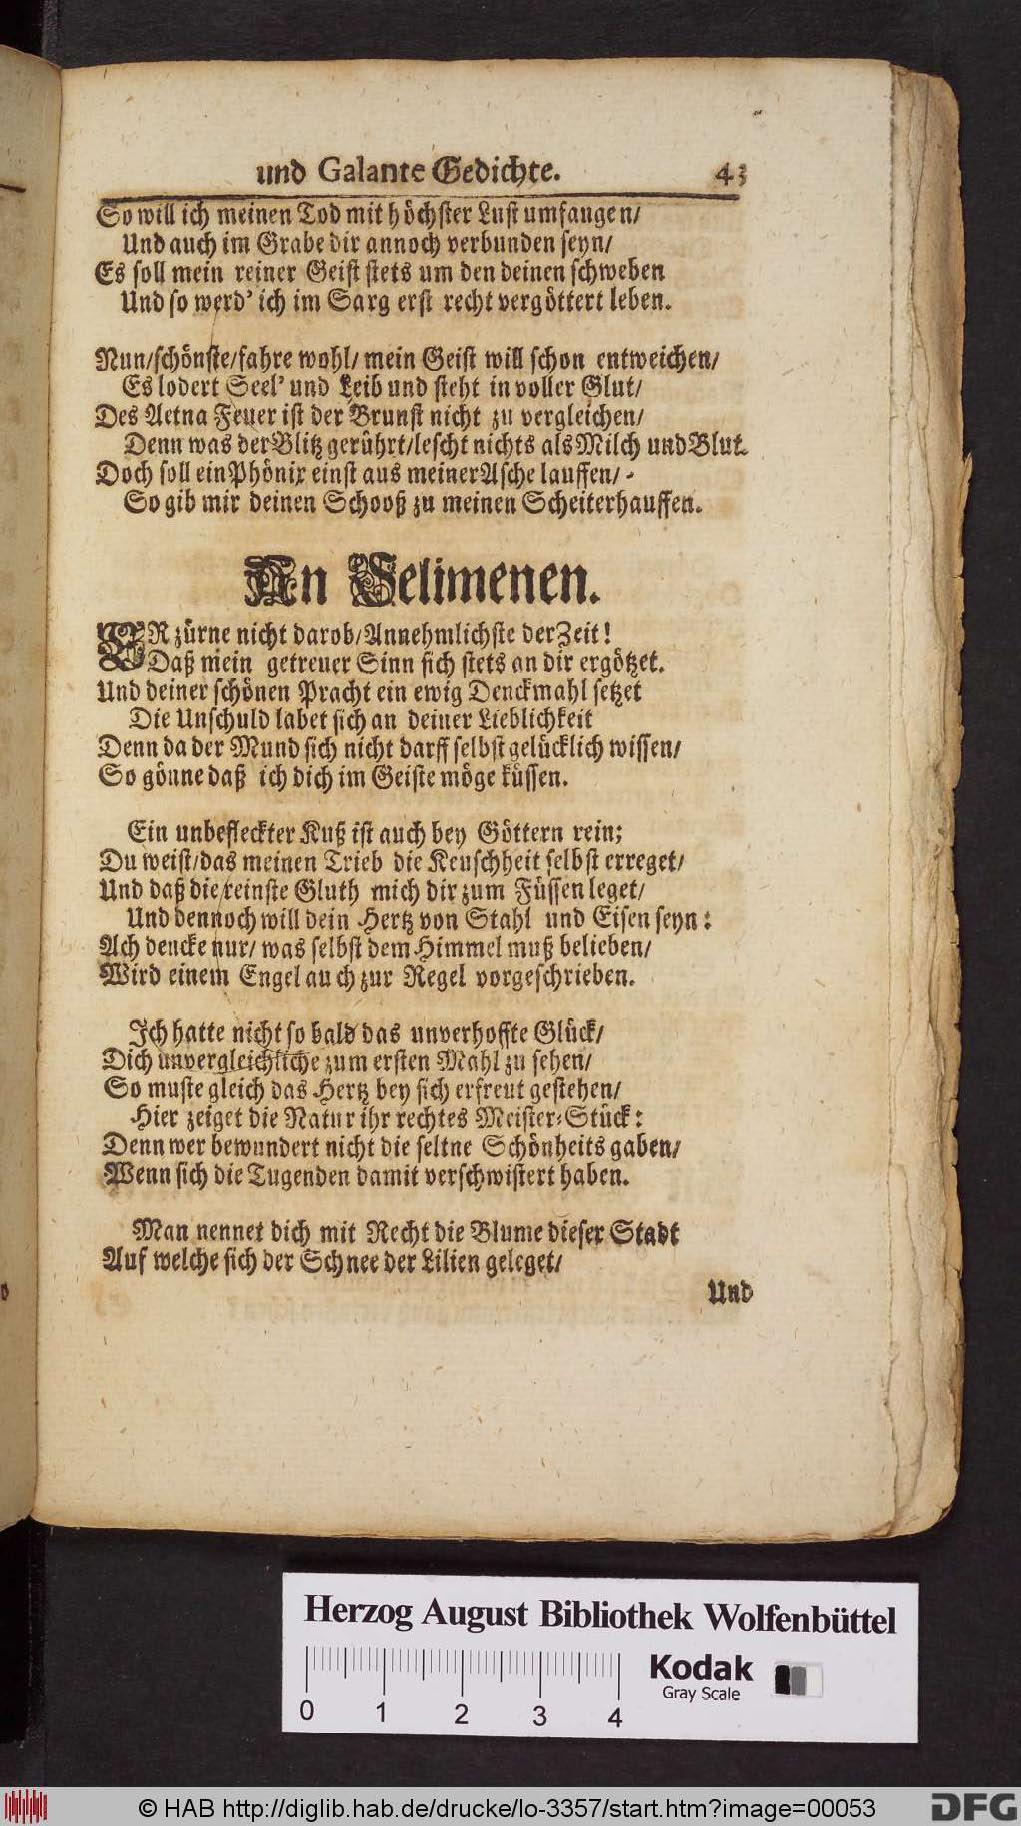 und Galante Gedichte. 43
So will ich meinen Tod mit höchster Lust umfangen/
Und auch im Grabe dir annoch verbunden seyn/
Es soll mein reiner Geist stets um den deinen schweben
Und so werd' ich im Sarg erst recht vergöttert leben.
Nun/schönste/fahre wohl/ mein Geist will schon entweichen/
Es lodert Seel' und Leib und steht in voller Glut/
Des Aetna Feuer ist der Brunst nicht zu vergleichen/
Denn was der Blitz gerührt/lescht nichts als Milch und Blut.
Doch soll ein Phönix einst aus meiner Asche lauffen/
So gib mir deinen Schooß zu meinen Scheiterhauffen.
An Selimenen.
ER zürne nicht darob/Annehmlichste der Zeit!
Daß mein getreuer Sinn sich stets an dir ergötzet.
Und deiner schönen Pracht ein ewig Denckmahl setzet
Die Unschuld labet sich an deiner Lieblichkeit
Denn da der Mund sich nicht darff selbst gelücklich wissen/
So gönne daß ich dich im Geiste möge küssen.
Ein unbefleckter Kuß ist auch bey Göttern rein;
Du weist/das meinen Trieb die Keuschheit selbst erreget/
Und daß die reinste Gluth mich dir zum Füssen leget/
Und dennoch will dein Hertz von Stahl und Eisen seyn:
Ach dencke nur/ was selbst dem Himmel muß belieben/
Wird einem Engel auch zur Regel vorgeschrieben.
Ich hatte nicht so bald das unverhoffte Glück/
Dich unvergleichliche zum ersten Mahl zu sehen/
So muste gleich das Hertz bey sich erfreut gestehen/
Hier zeiget die Natur ihr rechtes Meister-Stück:
Denn wer bewundert nicht die seltne Schönheits gaben/
Wenn sich die Tugenden damit verschwistert haben.
Man nennet dich mit Recht die Blume dieser Stadt
Auf welche sich der Schnee der Lilien geleget/
Und
Herzog August Bibliothek Wolfenbüttel
0 1 2 3 4
Kodak
Gray Scale
© HAB http://diglib.hab.de/drucke/lo-3357/start.htm?image=00053
DFG